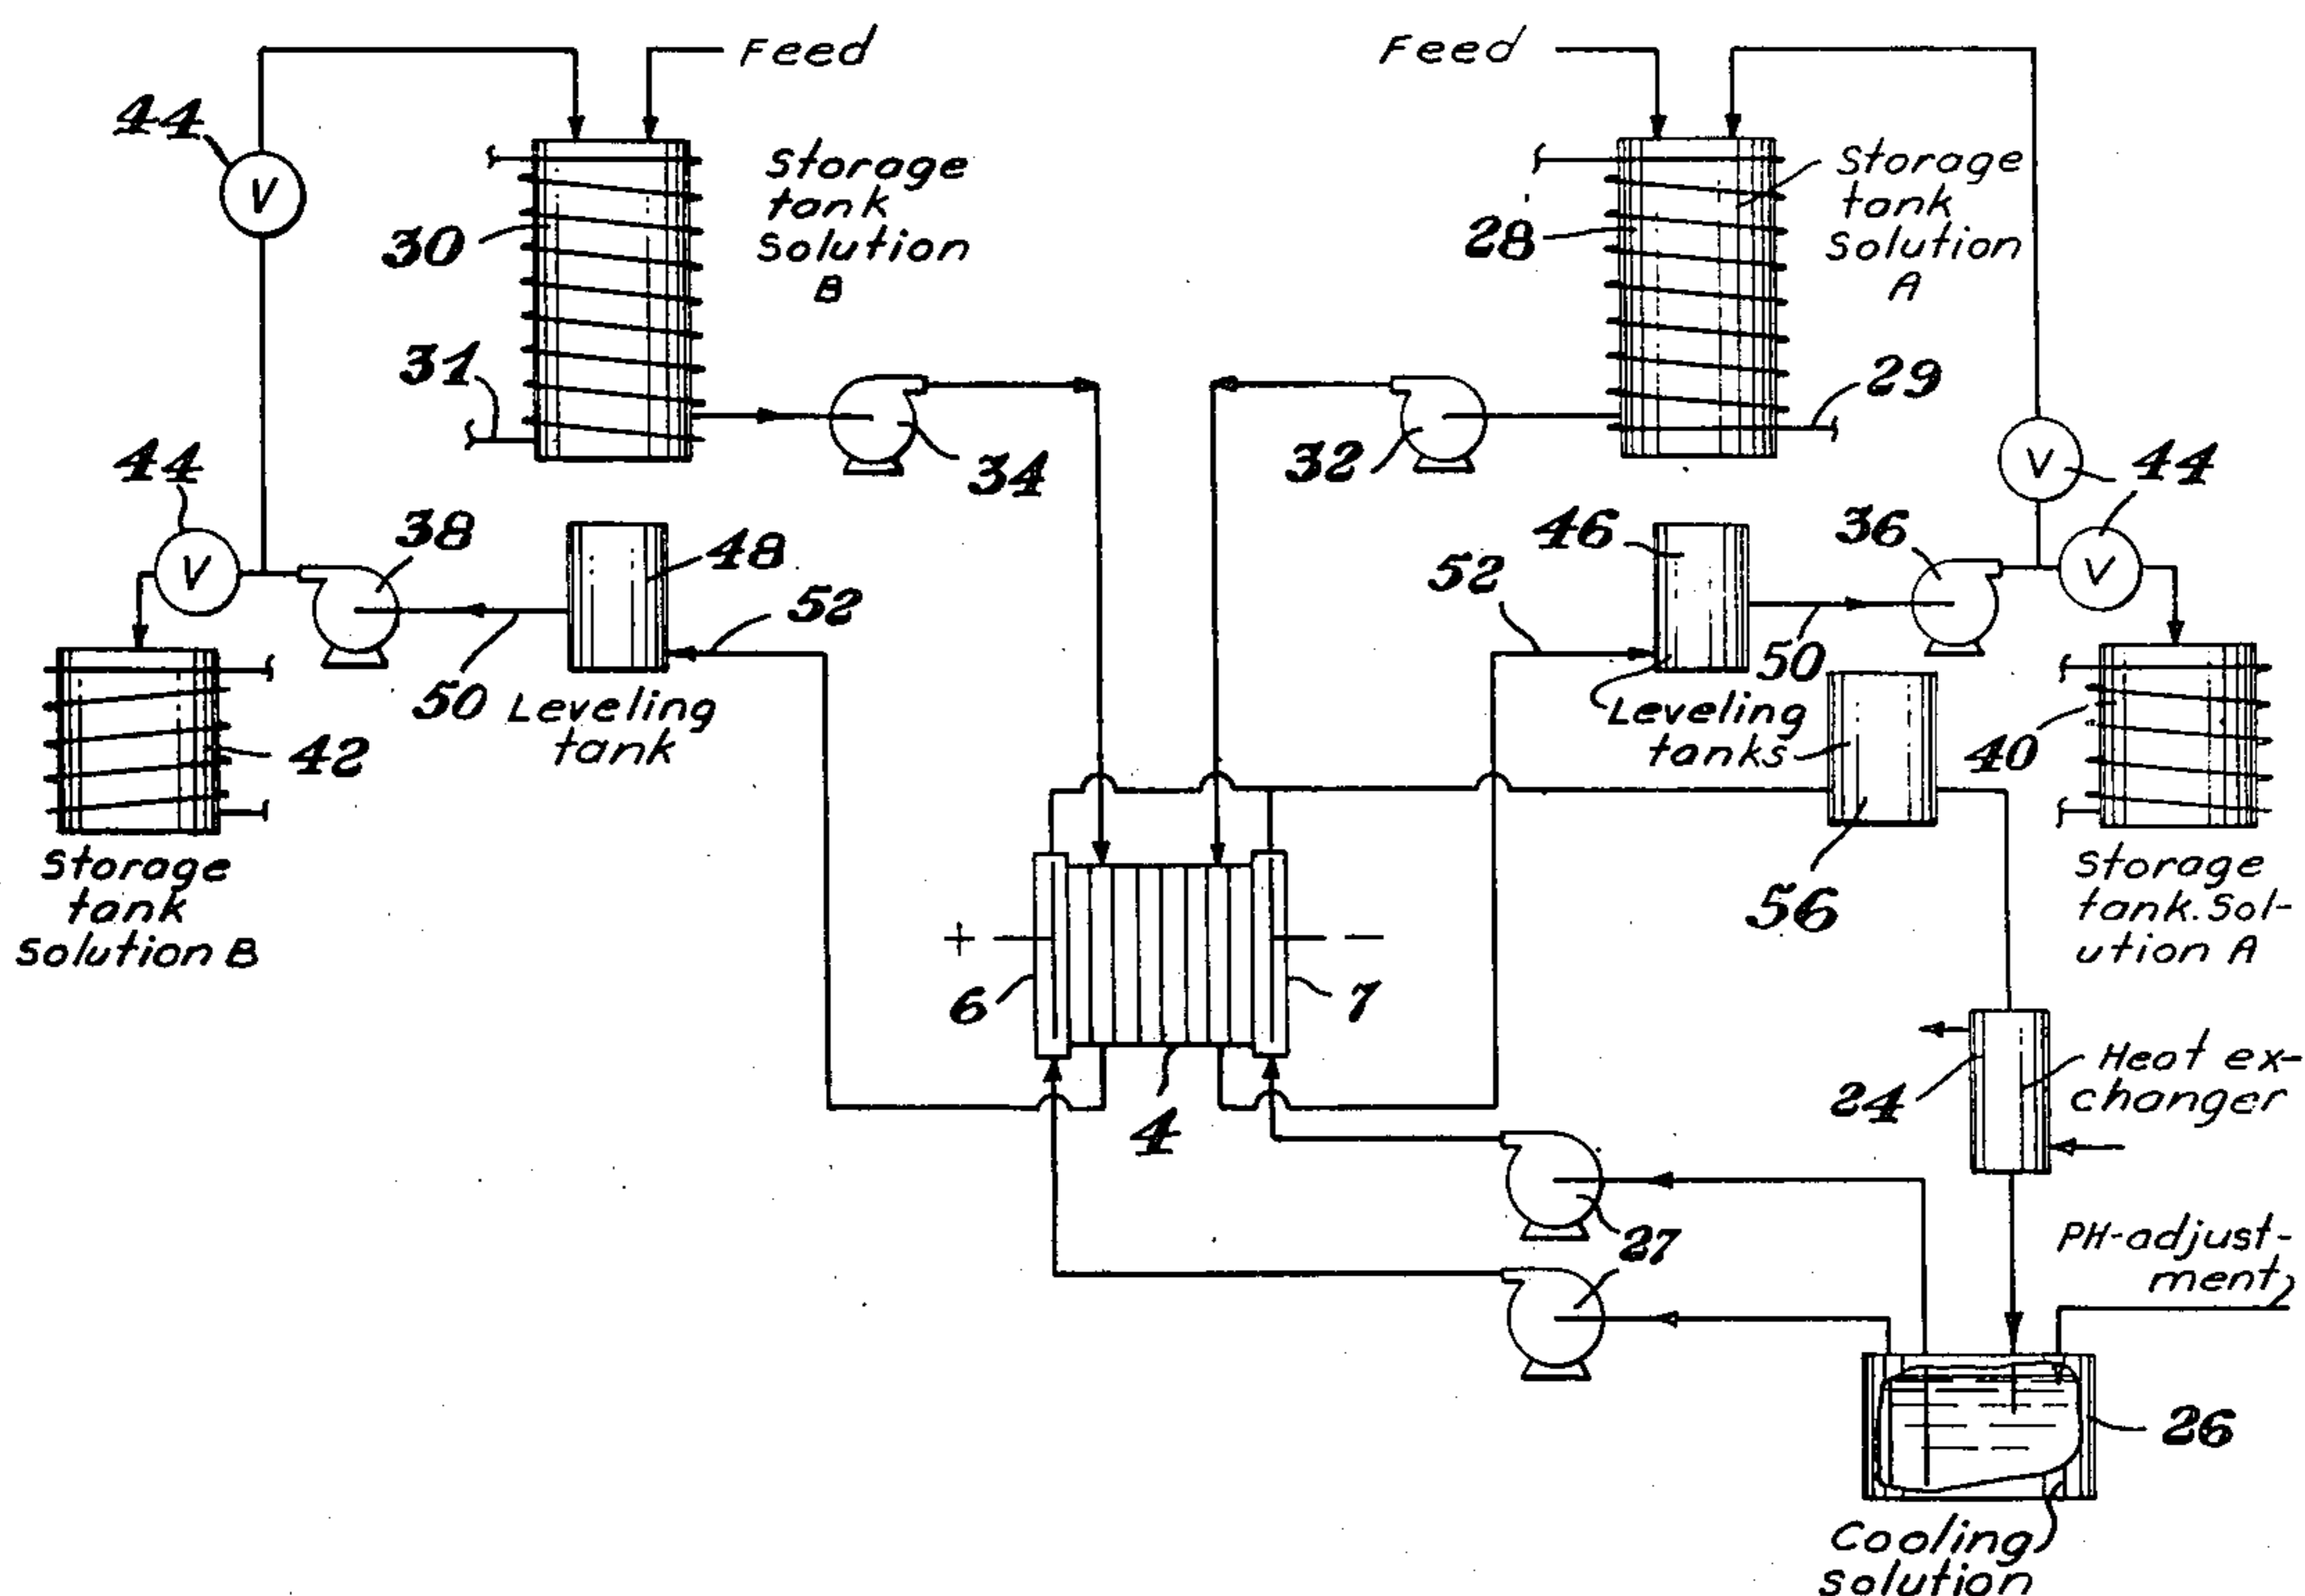 Feed
Feed
44
V
Storage
tank
Solution
B
30
31
34
Storage
tank
Solution
A
28
29
32
44
V
38
48
52
50
Leveling
tank
42
Storage
tank
Solution B
V
44
V
46
36
52
50
Leveling
tanks
56
40
Storage
tank. Sol-
ution A
+
-
6
7
4
24
Heat ex-
changer
27
PH-adjust-
ment
26
Cooling
Solution